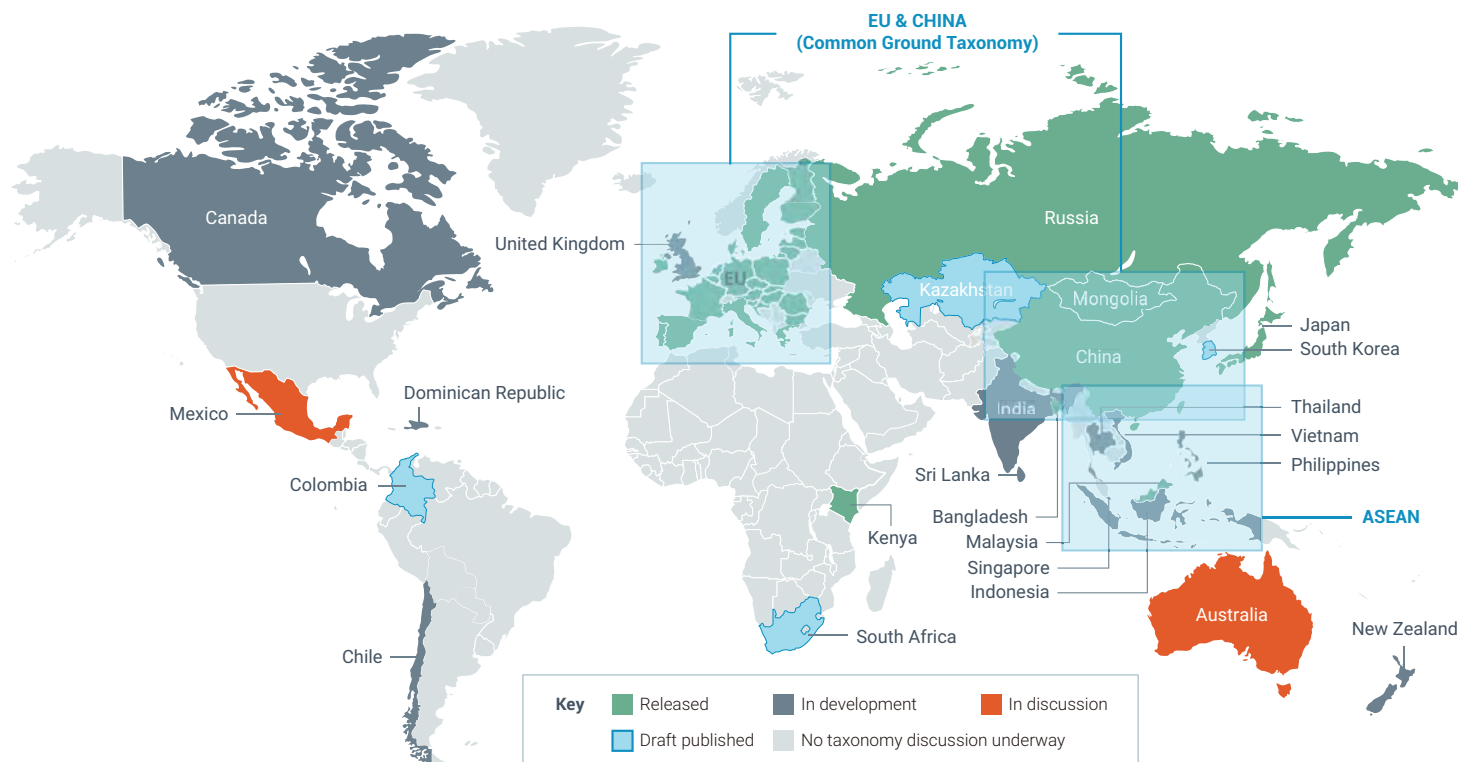 EU & CHINA
(Common Ground Taxonomy)
Canada
Russia
United Kingdom
EU
Kazakhstan
Mongolia
Japan
South Korea
China
Dominican Republic
Mexico
India
Thailand
Vietnam
Philippines
Colombia
Sri Lanka
Bangladesh
ASEAN
Kenya
Malaysia
Singapore
Indonesia
Australia
South Africa
New Zealand
Chile
Key
Released
In development
In discussion
Draft published
No taxonomy discussion underway